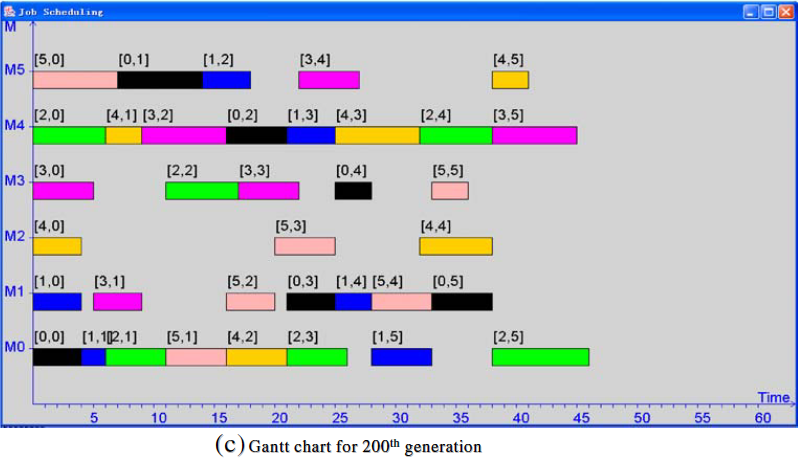 Job Scheduling
M
[5,0] [0,1] [1,2] [3,4] [4,5]
M5
[2,0] [4,1] [3,2] [0,2] [1,3] [4,3] [2,4] [3,5]
M4
[3,0] [2,2] [3,3] [0,4] [5,5]
M3
[4,0] [5,3] [4,4]
M2
[1,0] [3,1] [5,2] [0,3] [1,4] [5,4] [0,5]
M1
[0,0] [1,1] [2,1] [5,1] [4,2] [2,3] [1,5] [2,5]
M0
Time
5 10 15 20 25 30 35 40 45 50 55 60
(c) Gantt chart for 200th generation